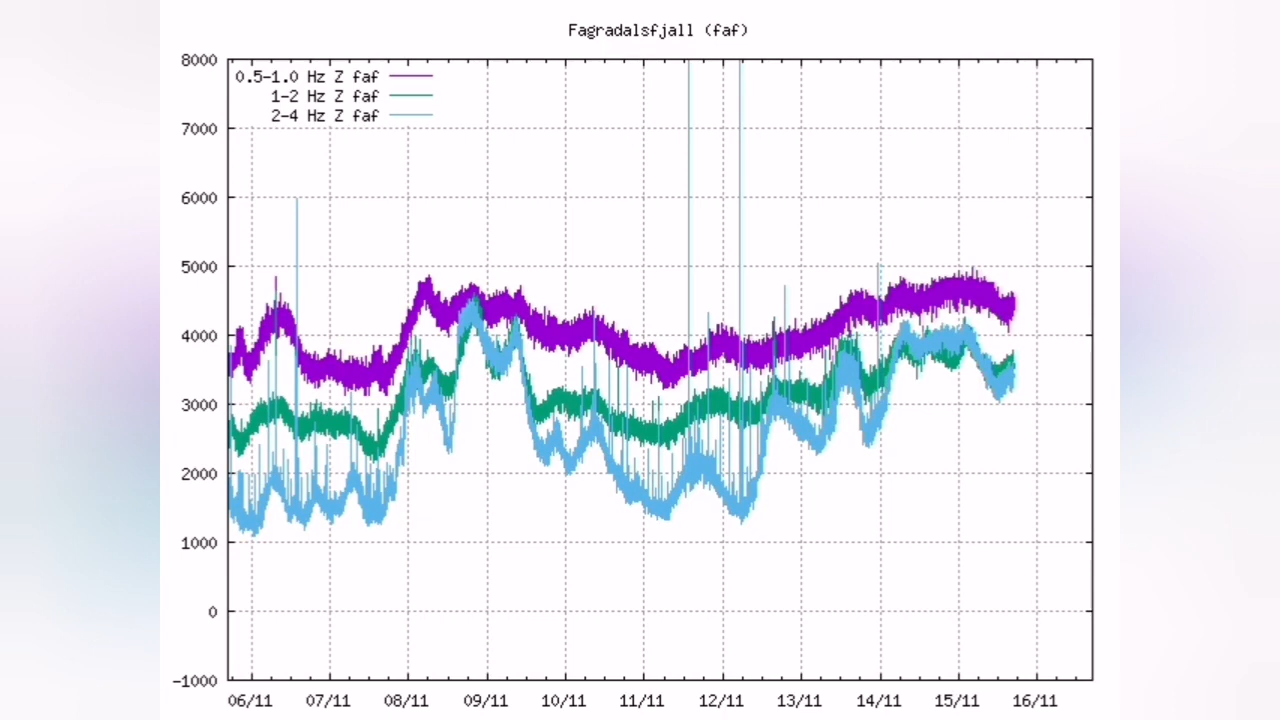 Fagradalsfjall (faf)
8000
0.5-1.0 Hz Z faf
1-2 Hz Z faf
2-4 Hz Z faf
7000
6000
5000
4000
3000
2000
1000
0
-1000
06/11 07/11 08/11 09/11 10/11 11/11 12/11 13/11 14/11 15/11 16/11